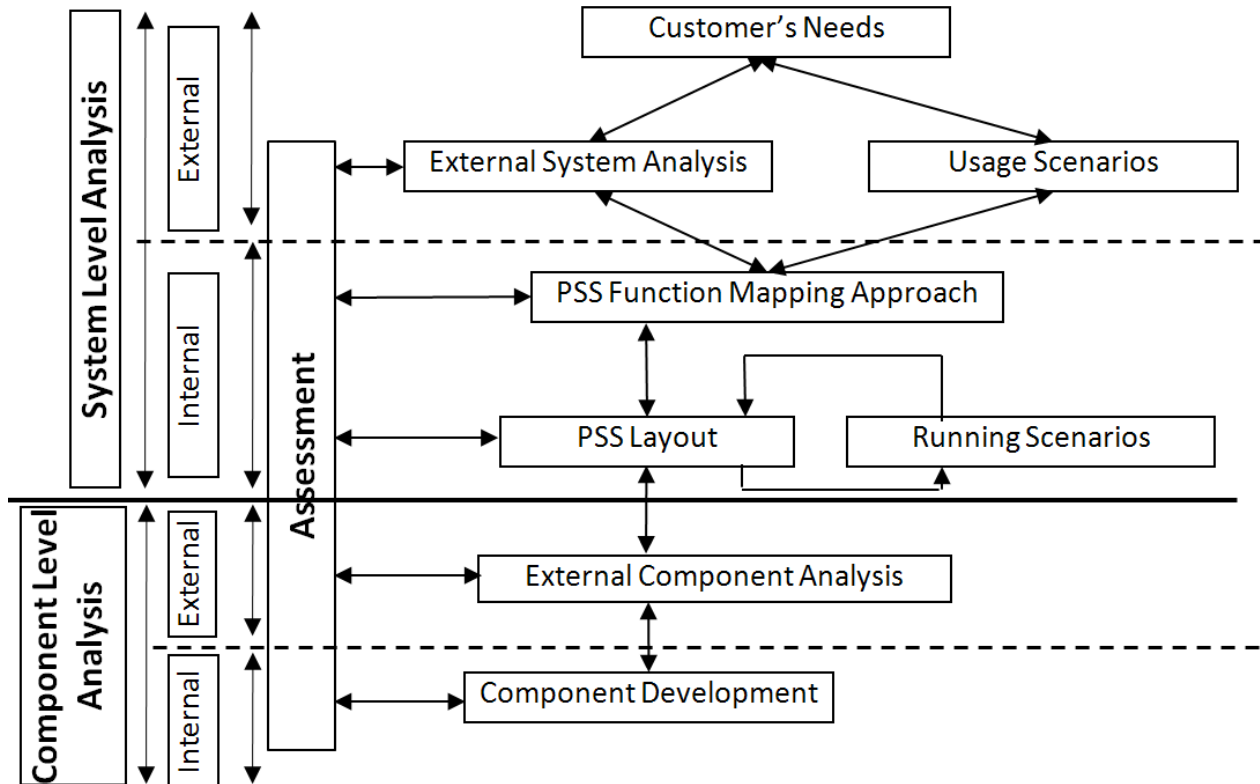 Customer's Needs
System Level Analysis
External
External System Analysis
Usage Scenarios
Internal
PSS Function Mapping Approach
Assessment
PSS Layout
Running Scenarios
Component Level
Analysis
External
External Component Analysis
Internal
Component Development